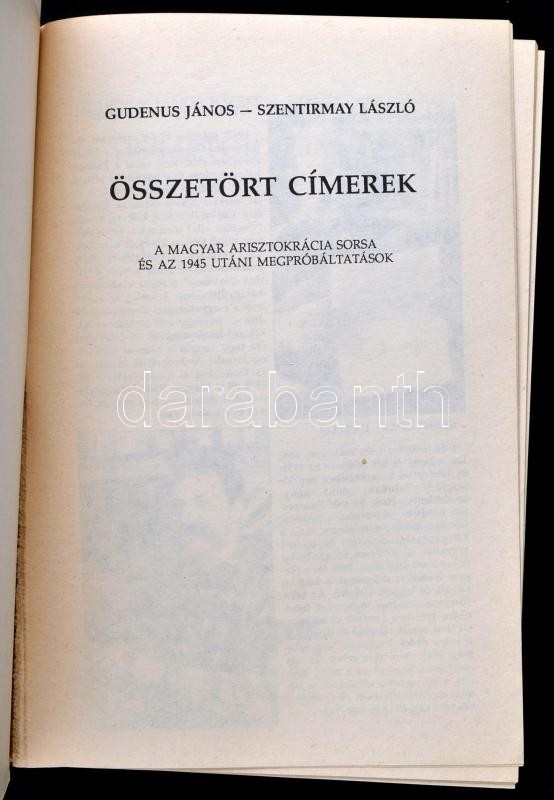 GUDENUS JÁNOS — SZENTIRMAY LÁSZLÓ
ÖSSZETÖRT CÍMEREK
A MAGYAR ARISZTOKRÁCIA SORSA
ÉS AZ 1945 UTÁNI MEGPRÓBÁLTATÁSOK
darabanth